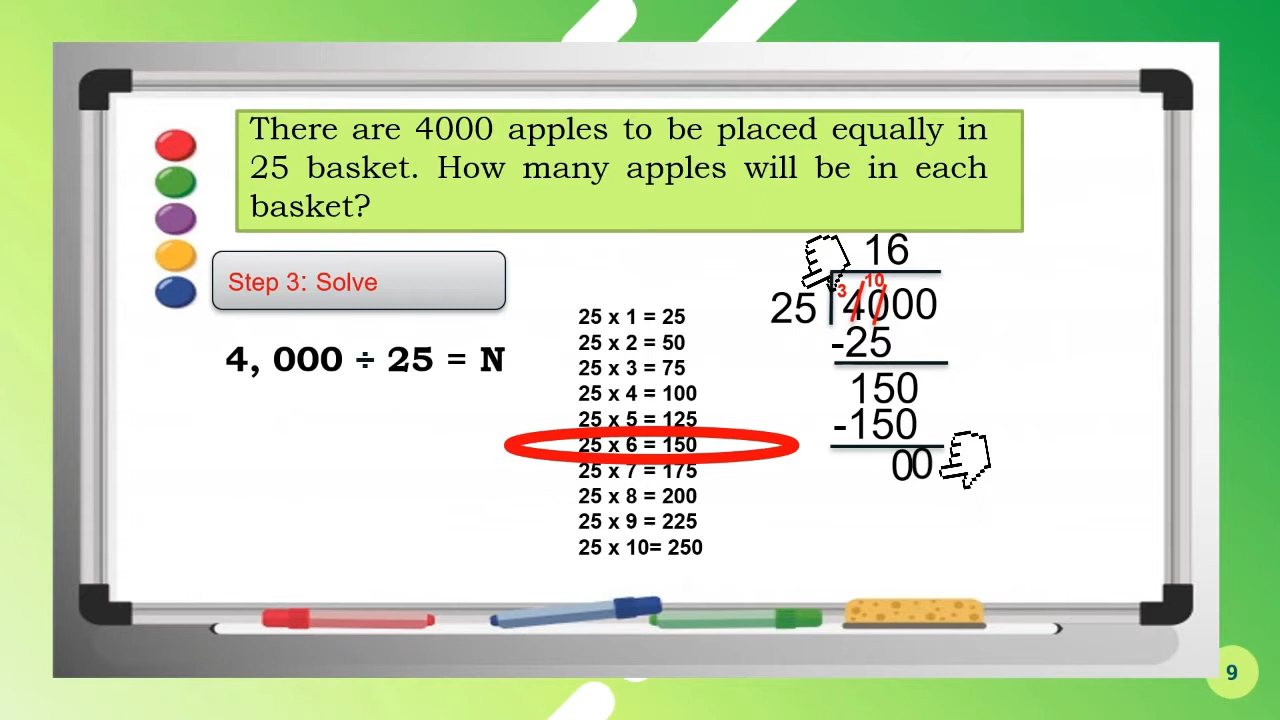 There are 4000 apples to be placed equally in
25 basket. How many apples will be in each
basket?
Step 3: Solve
4, 000 ÷ 25 = N
25 x 1 = 25
25 x 2 = 50
25 x 3 = 75
25 x 4 = 100
25 x 5 = 125
25 x 6 = 150
25 x 7 = 175
25 x 8 = 200
25 x 9 = 225
25 x 10= 250
16
3 10
25 4000
-25
150
-150
00
9